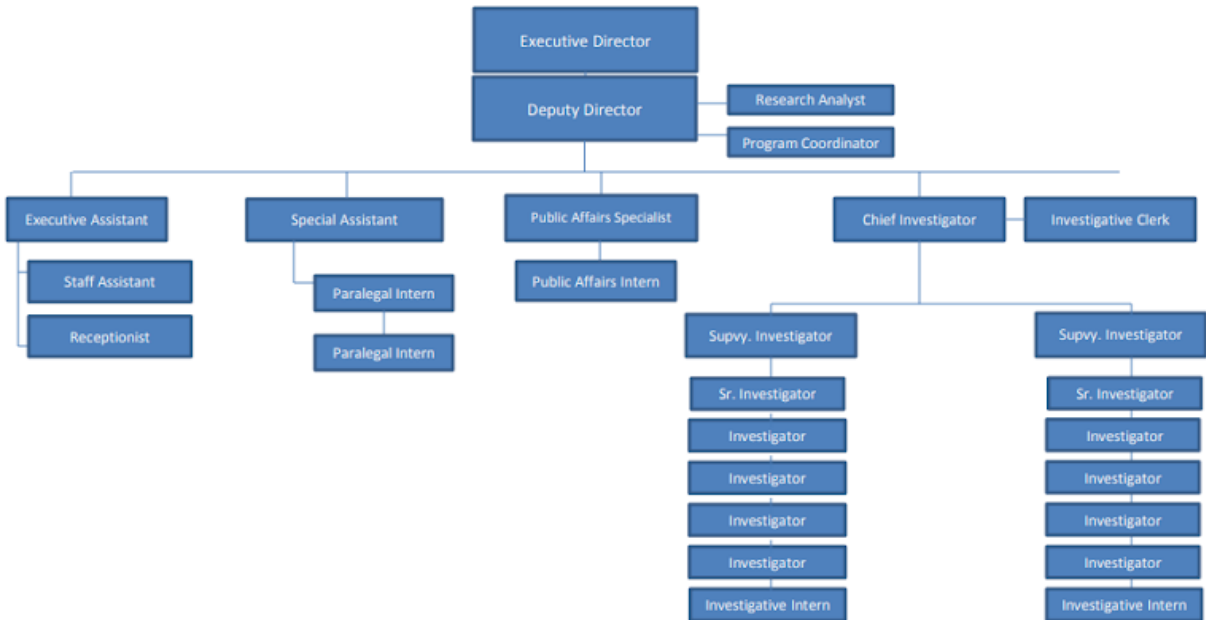 Executive Director
Deputy Director
Research Analyst
Program Coordinator
Executive Assistant
Staff Assistant
Receptionist
Special Assistant
Paralegal Intern
Paralegal Intern
Public Affairs Specialist
Public Affairs Intern
Chief Investigator
Investigative Clerk
Supvy. Investigator
Sr. Investigator
Investigator
Investigator
Investigator
Investigator
Investigative Intern
Supvy. Investigator
Sr. Investigator
Investigator
Investigator
Investigator
Investigator
Investigative Intern